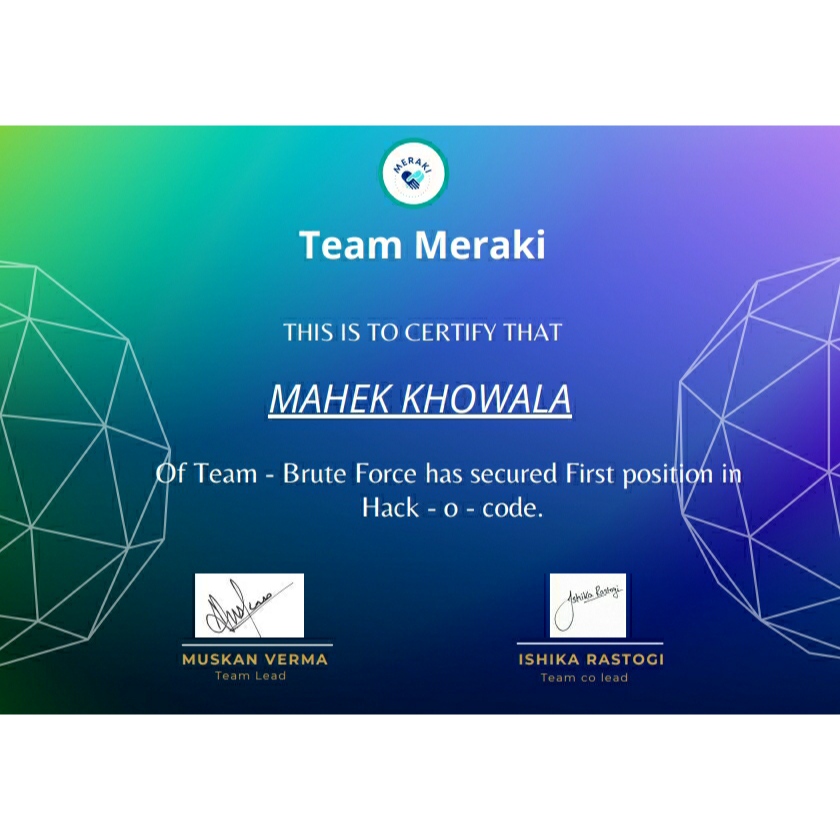 MERAKI
Team Meraki
THIS IS TO CERTIFY THAT
MAHEK KHOWALA
Of Team - Brute Force has secured First position in
Hack - o - code.
Ishika Rastogi
MUSKAN VERMA
ISHIKA RASTOGI
Team Lead
Team co lead